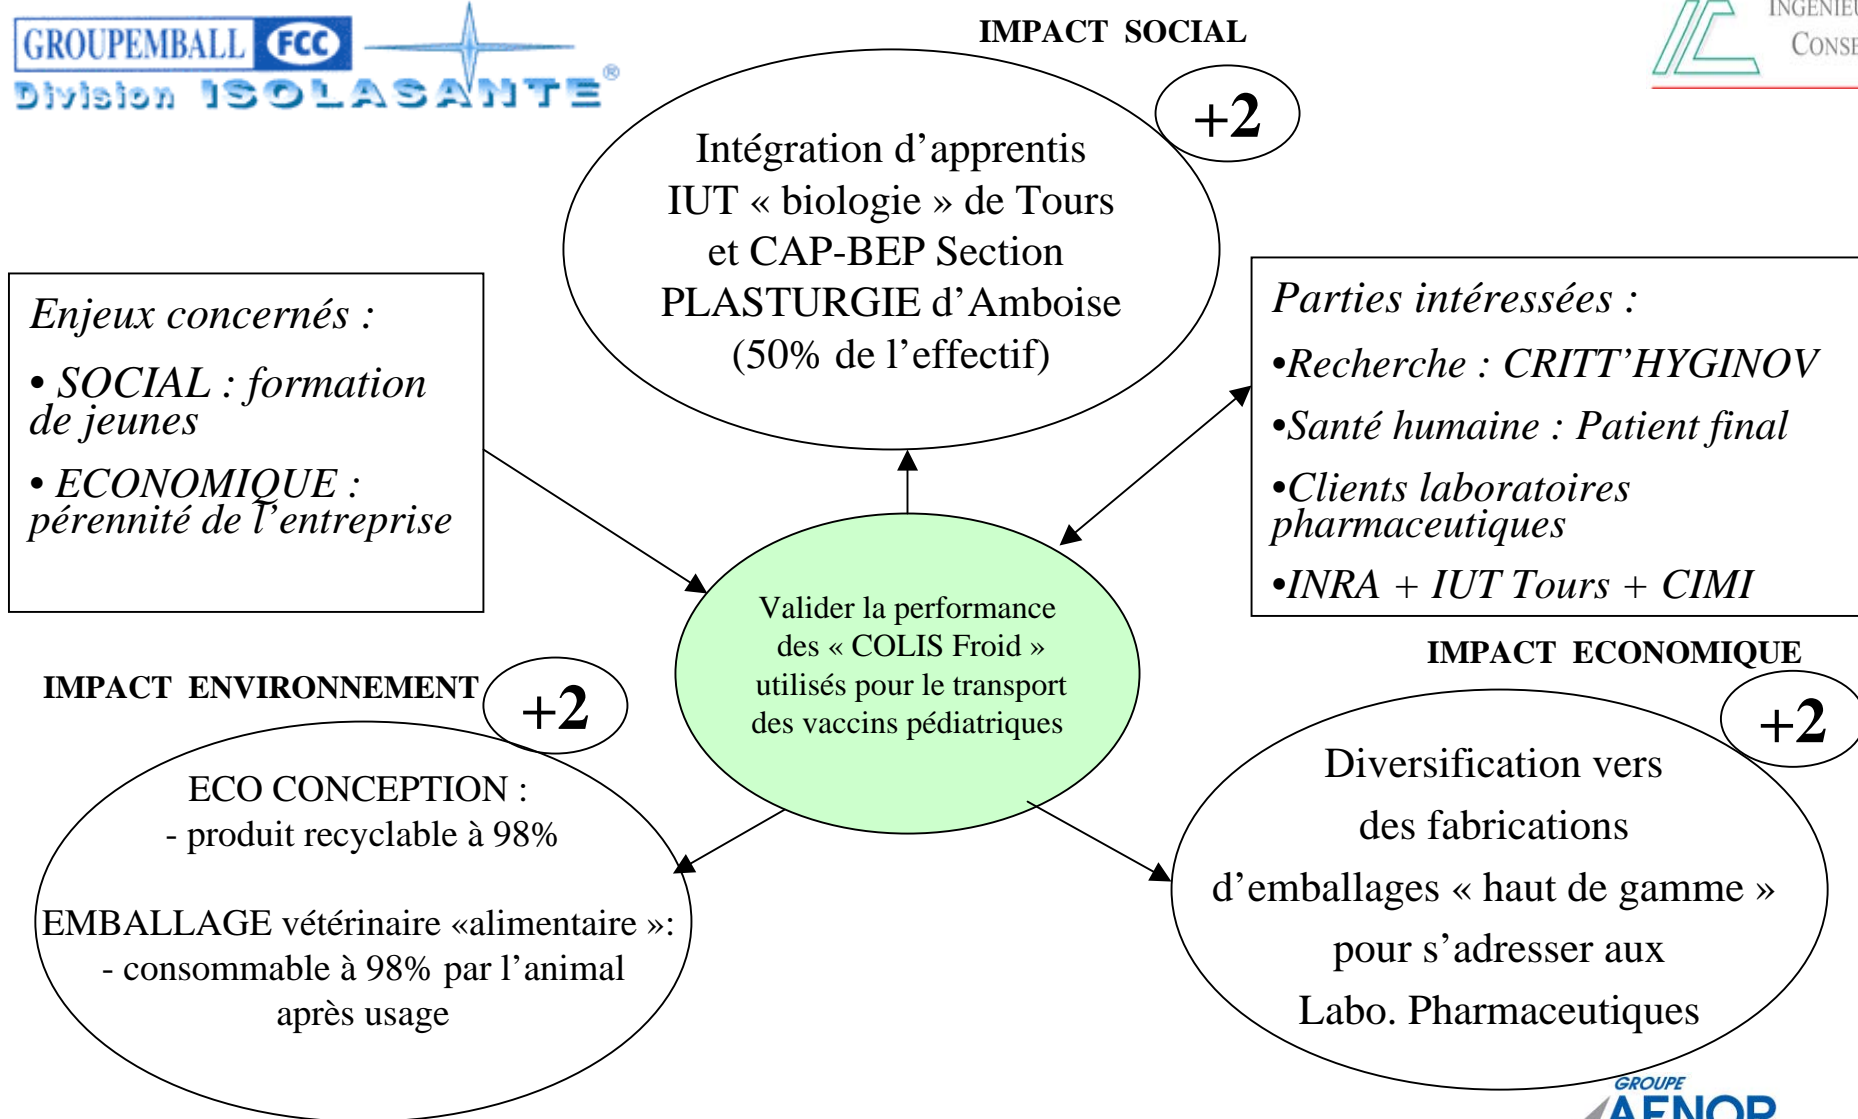 GROUPEMBALL FCC
Division ISOLASANTE®
IMPACT SOCIAL
+2
Intégration d’apprentis
IUT « biologie » de Tours
et CAP-BEP Section
PLASTURGIE d’Amboise
(50% de l’effectif)
Enjeux concernés :
• SOCIAL : formation
de jeunes
• ECONOMIQUE :
pérennité de l’entreprise
Parties intéressées :
•Recherche : CRITT’HYGINOV
•Santé humaine : Patient final
•Clients laboratoires
pharmaceutiques
•INRA + IUT Tours + CIMI
Valider la performance
des « COLIS Froid »
utilisés pour le transport
des vaccins pédiatriques
IMPACT ENVIRONNEMENT
+2
ECO CONCEPTION :
- produit recyclable à 98%
EMBALLAGE vétérinaire «alimentaire »:
- consommable à 98% par l’animal
après usage
IMPACT ECONOMIQUE
+2
Diversification vers
des fabrications
d’emballages « haut de gamme »
pour s’adresser aux
Labo. Pharmaceutiques
GROUPE
AFNOR